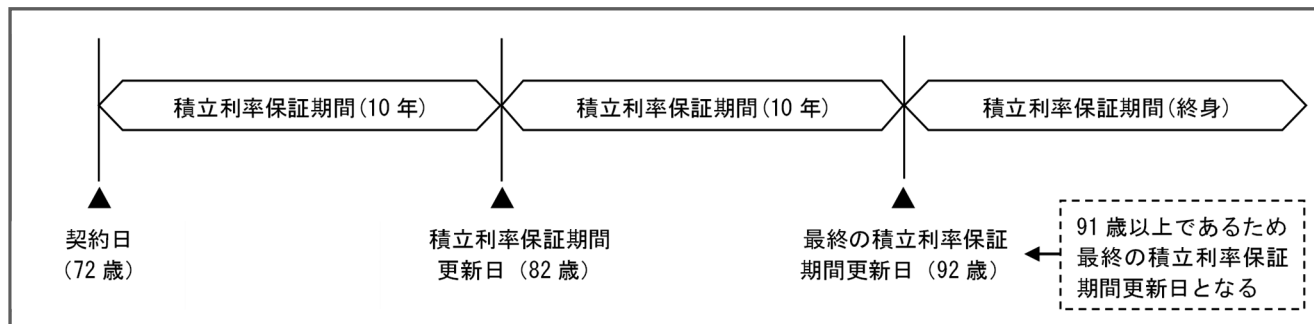 積立利率保証期間(10年)
積立利率保証期間(10年)
積立利率保証期間(終身)
契約日
(72歳)
積立利率保証期間
更新日(82歳)
最終の積立利率保証
期間更新日(92歳)
91歳以上であるため
最終の積立利率保証
期間更新日となる